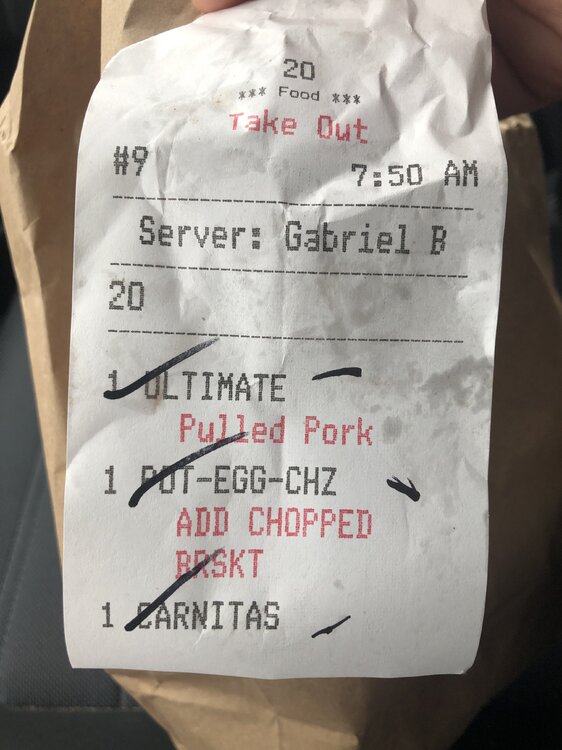 20
*** Food ***
Take Out
#9 7:50 AM
Server: Gabriel B
20
1 ULTIMATE
Pulled Pork
1 POT-EGG-CHZ
ADD CHOPPED
BRSKT
1 CARNITAS